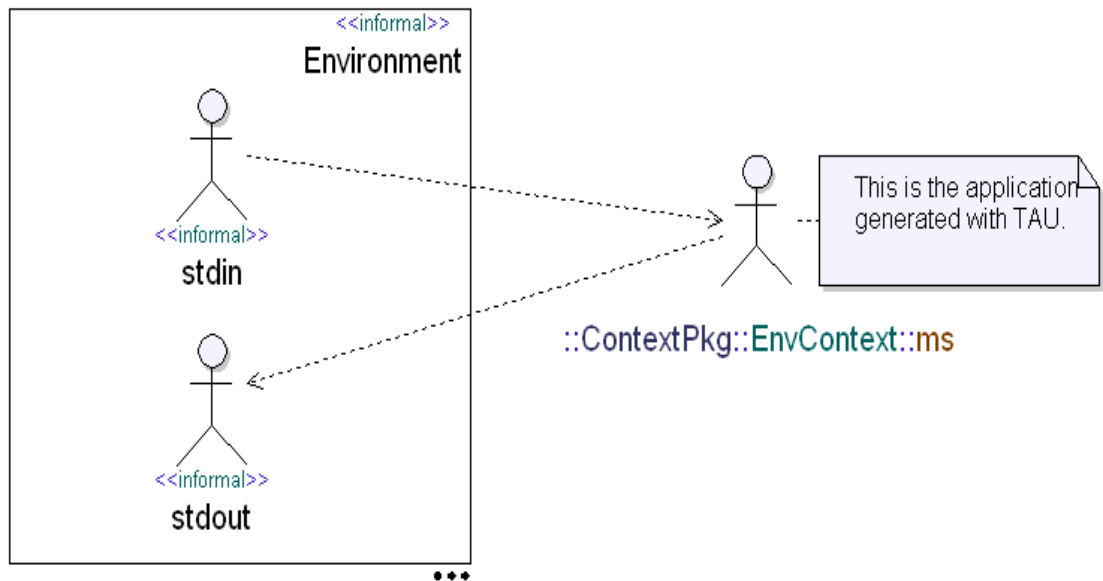 <<informal>>
Environment
<<informal>>
stdin
This is the application
generated with TAU.
::ContextPkg::EnvContext::ms
<<informal>>
stdout